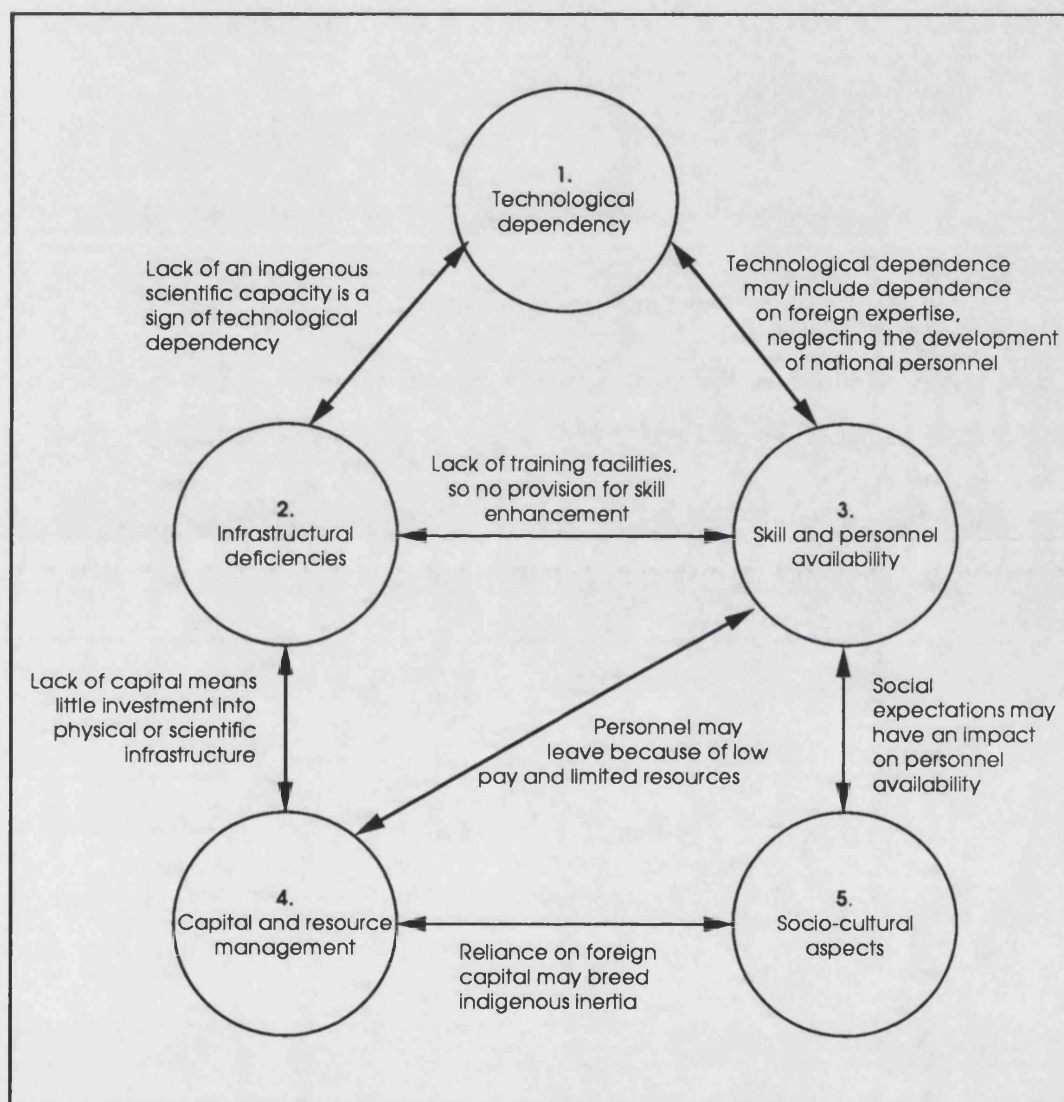 1.
Technological
dependency
Lack of an indigenous
scientific capacity is a
sign of technological
dependency
Technological dependence
may include dependence
on foreign expertise,
neglecting the development
of national personnel
2.
Infrastructural
deficiencies
Lack of training facilities,
so no provision for skill
enhancement
3.
Skill and personnel
availability
Lack of capital means
little investment into
physical or scientific
infrastructure
Personnel may
leave because of low
pay and limited resources
Social
expectations may
have an impact
on personnel
availability
4.
Capital and resource
management
Reliance on foreign
capital may breed
indigenous inertia
5.
Socio-cultural
aspects